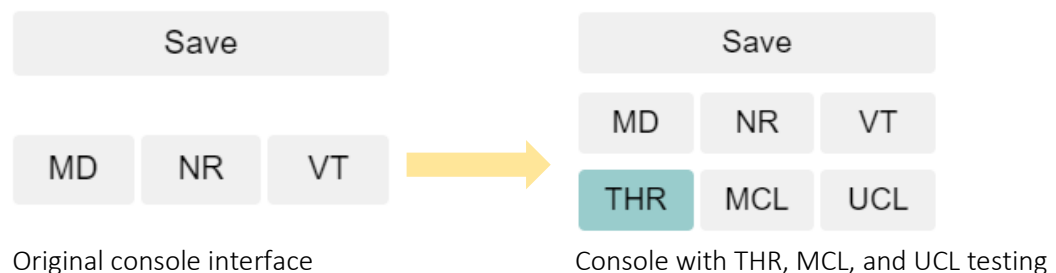 Save
MD NR VT
Original console interface
Save
MD NR VT
THR MCL UCL
Console with THR, MCL, and UCL testing